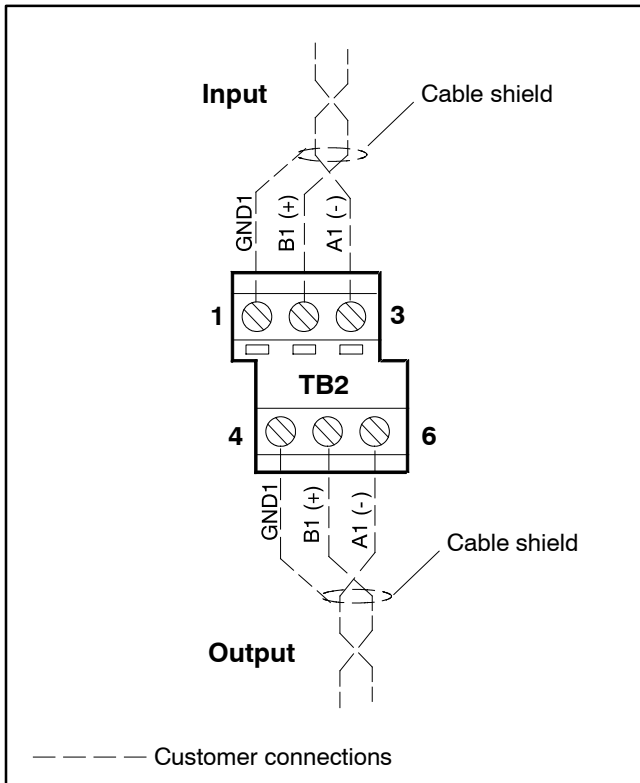 Input
Cable shield
GND1
B1 (+)
A1 (-)
1
3
TB2
4
6
GND1
B1 (+)
A1 (-)
Cable shield
Output
Customer connections